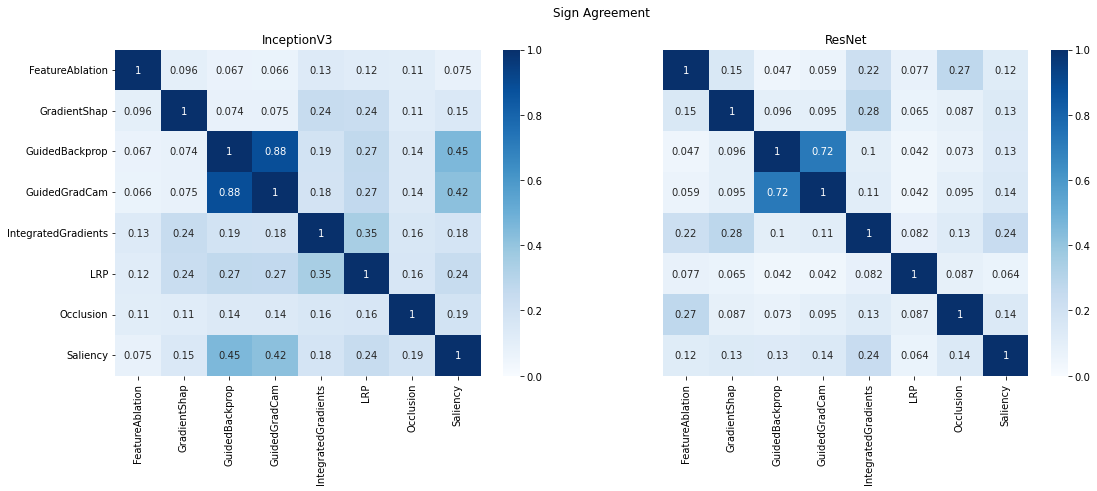 Sign Agreement
InceptionV3
FeatureAblation 1 0.096 0.067 0.066 0.13 0.12 0.11 0.075
GradientShap 0.096 1 0.074 0.075 0.24 0.24 0.11 0.15
GuidedBackprop 0.067 0.074 1 0.88 0.19 0.27 0.14 0.45
GuidedGradCam 0.066 0.075 0.88 1 0.18 0.27 0.14 0.42
IntegratedGradients 0.13 0.24 0.19 0.18 1 0.35 0.16 0.18
LRP 0.12 0.24 0.27 0.27 0.35 1 0.16 0.24
Occlusion 0.11 0.11 0.14 0.14 0.16 0.16 1 0.19
Saliency 0.075 0.15 0.45 0.42 0.18 0.24 0.19 1
FeatureAblation
GradientShap
GuidedBackprop
GuidedGradCam
IntegratedGradients
LRP
Occlusion
Saliency
1.0
0.8
0.6
0.4
0.2
0.0
ResNet
1 0.15 0.047 0.059 0.22 0.077 0.27 0.12
0.15 1 0.096 0.095 0.28 0.065 0.087 0.13
0.047 0.096 1 0.72 0.1 0.042 0.073 0.13
0.059 0.095 0.72 1 0.11 0.042 0.095 0.14
0.22 0.28 0.1 0.11 1 0.082 0.13 0.24
0.077 0.065 0.042 0.042 0.082 1 0.087 0.064
0.27 0.087 0.073 0.095 0.13 0.087 1 0.14
0.12 0.13 0.13 0.14 0.24 0.064 0.14 1
FeatureAblation
GradientShap
GuidedBackprop
GuidedGradCam
IntegratedGradients
LRP
Occlusion
Saliency
1.0
0.8
0.6
0.4
0.2
0.0